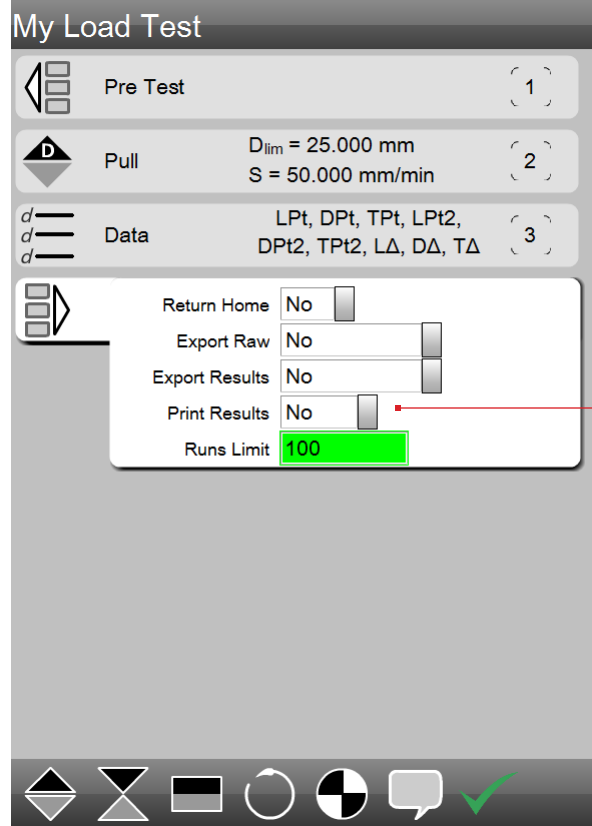 My Load Test
Pre Test
1
D
Pull
Dlim = 25.000 mm
S = 50.000 mm/min
2
d
d
d
Data
LPt, DPt, TPt, LPt2,
DPt2, TPt2, LΔ, DΔ, TΔ
3
Return Home No
Export Raw No
Export Results No
Print Results No
Runs Limit 100